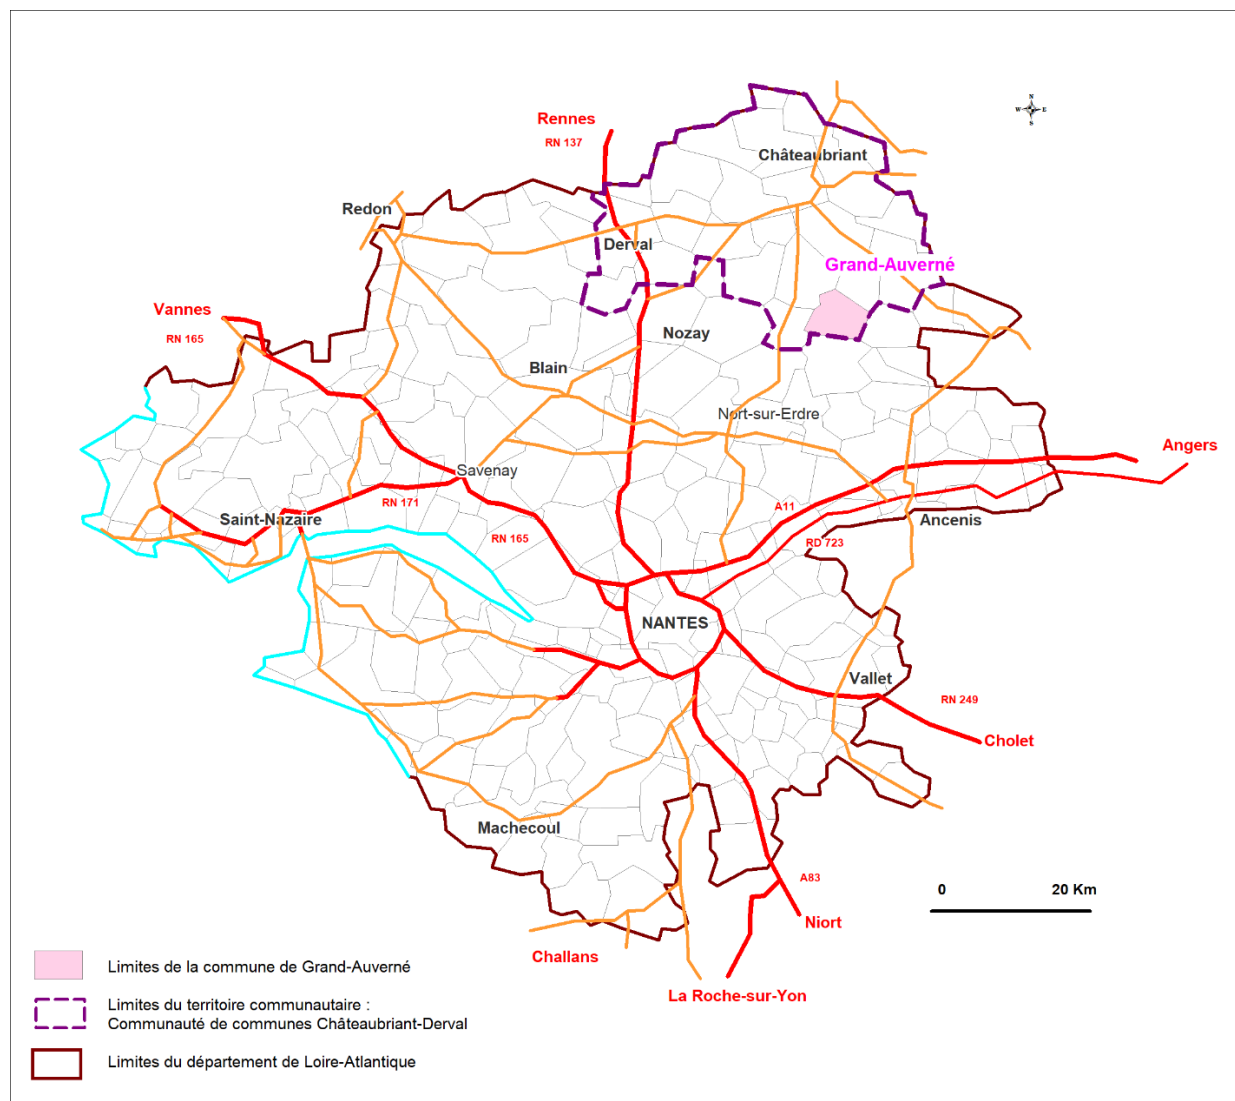 N
W E
S
Rennes
RN 137
Châteaubriant
Redon
Derval
Grand-Auverné
Vannes
RN 165
Nozay
Blain
Nort-sur-Erdre
Angers
Savenay
RN 171
A11
Saint-Nazaire
Ancenis
RN 165
RD 723
NANTES
Vallet
RN 249
Cholet
Machecoul
A83
0 20 Km
Niort
Challans
La Roche-sur-Yon
Limites de la commune de Grand-Auverné
Limites du territoire communautaire :
Communauté de communes Châteaubriant-Derval
Limites du département de Loire-Atlantique